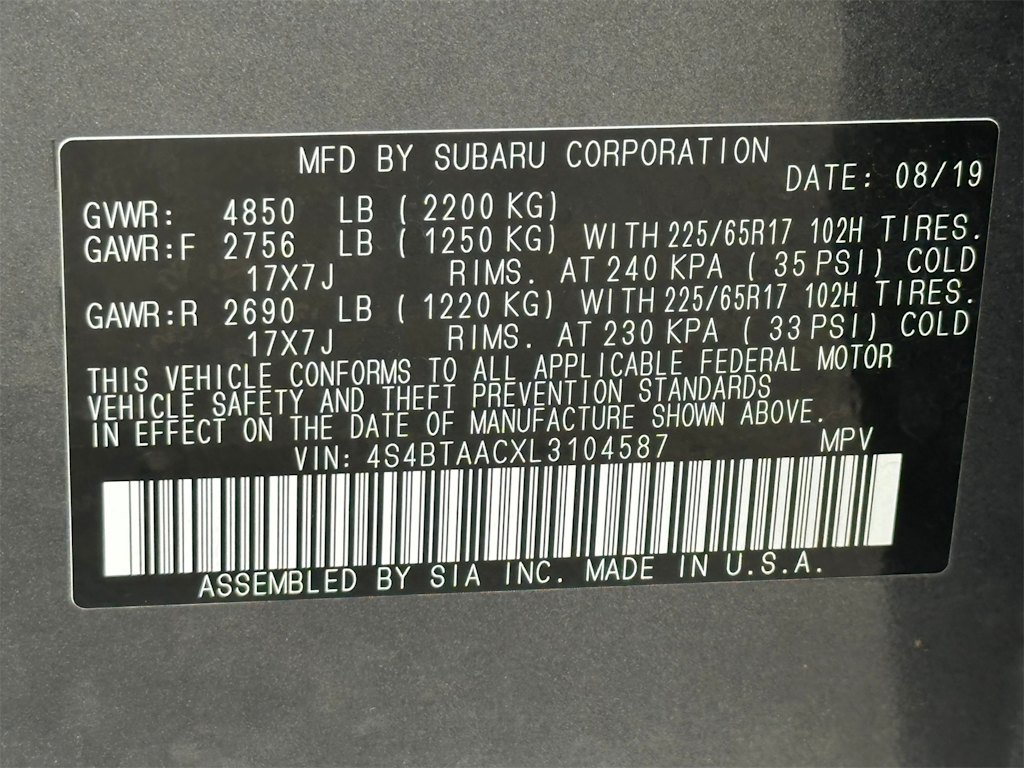 MFD BY SUBARU CORPORATION
DATE: 08/19
GVWR: 4850 LB ( 2200 KG)
GAWR:F 2756 LB ( 1250 KG) WITH 225/65R17 102H TIRES.
17X7J RIMS. AT 240 KPA ( 35 PSI) COLD
GAWR:R 2690 LB ( 1220 KG) WITH 225/65R17 102H TIRES.
17X7J RIMS. AT 230 KPA ( 33 PSI) COLD
THIS VEHICLE CONFORMS TO ALL APPLICABLE FEDERAL MOTOR
VEHICLE SAFETY AND THEFT PREVENTION STANDARDS
IN EFFECT ON THE DATE OF MANUFACTURE SHOWN ABOVE.
VIN: 4S4BTAACXL3104587 MPV
ASSEMBLED BY SIA INC. MADE IN U.S.A.